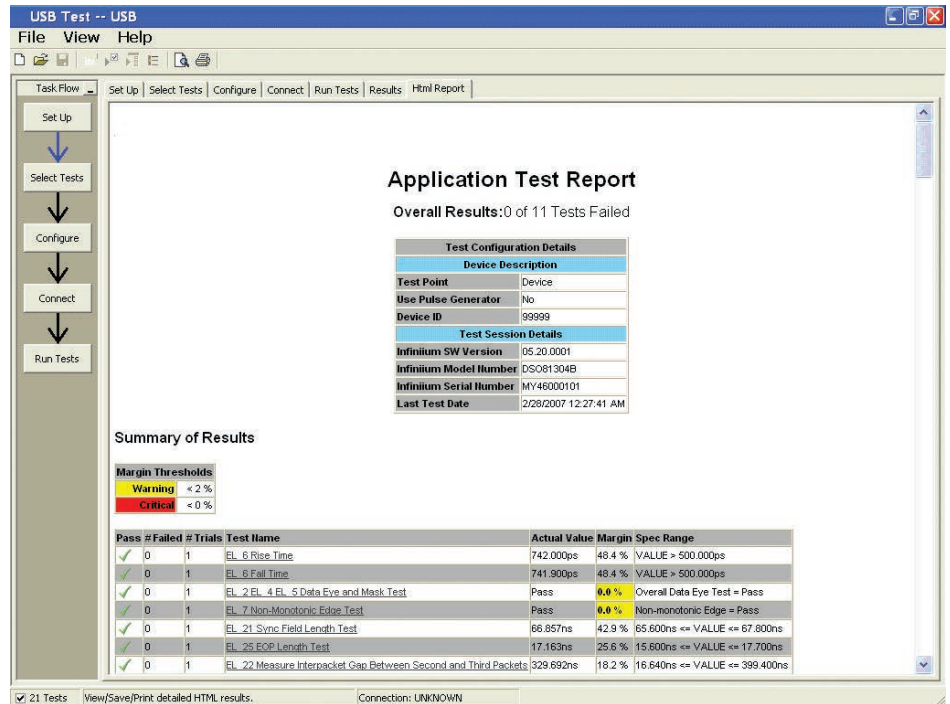 USB Test -- USB
File View Help
Task Flow
Set Up
Select Tests
Configure
Connect
Run Tests
Set Up Select Tests Configure Connect Run Tests Results Html Report
Application Test Report
Overall Results:0 of 11 Tests Failed
Test Configuration Details
Device Description
Test Point Device
Use Pulse Generator No
Device ID 99999
Test Session Details
Infiniium SW Version 05.20.0001
Infiniium Model Number DSO81304B
Infiniium Serial Number MY46000101
Last Test Date 2/28/2007 12:27:41 AM
Summary of Results
Margin Thresholds
Warning < 2 %
Critical < 0 %
Pass # Failed # Trials Test Name Actual Value Margin Spec Range
0 1 EL_6 Rise Time 742.000ps 48.4 % VALUE > 500.000ps
0 1 EL_6 Fall Time 741.900ps 48.4 % VALUE > 500.000ps
0 1 EL_2 EL_4 EL_5 Data Eye and Mask Test Pass 0.0 % Overall Data Eye Test = Pass
0 1 EL_7 Non-Monotonic Edge Test Pass 0.0 % Non-monotonic Edge = Pass
0 1 EL_21 Sync Field Length Test 66.857ns 42.9 % 65.600ns <= VALUE <= 67.800ns
0 1 EL_25 EOP Length Test 17.163ns 25.6 % 15.600ns <= VALUE <= 17.700ns
0 1 EL_22 Measure Interpacket Gap Between Second and Third Packets 329.692ns 18.2 % 16.640ns <= VALUE <= 399.400ns
21 Tests View/Save/Print detailed HTML results. Connection: UNKNOWN